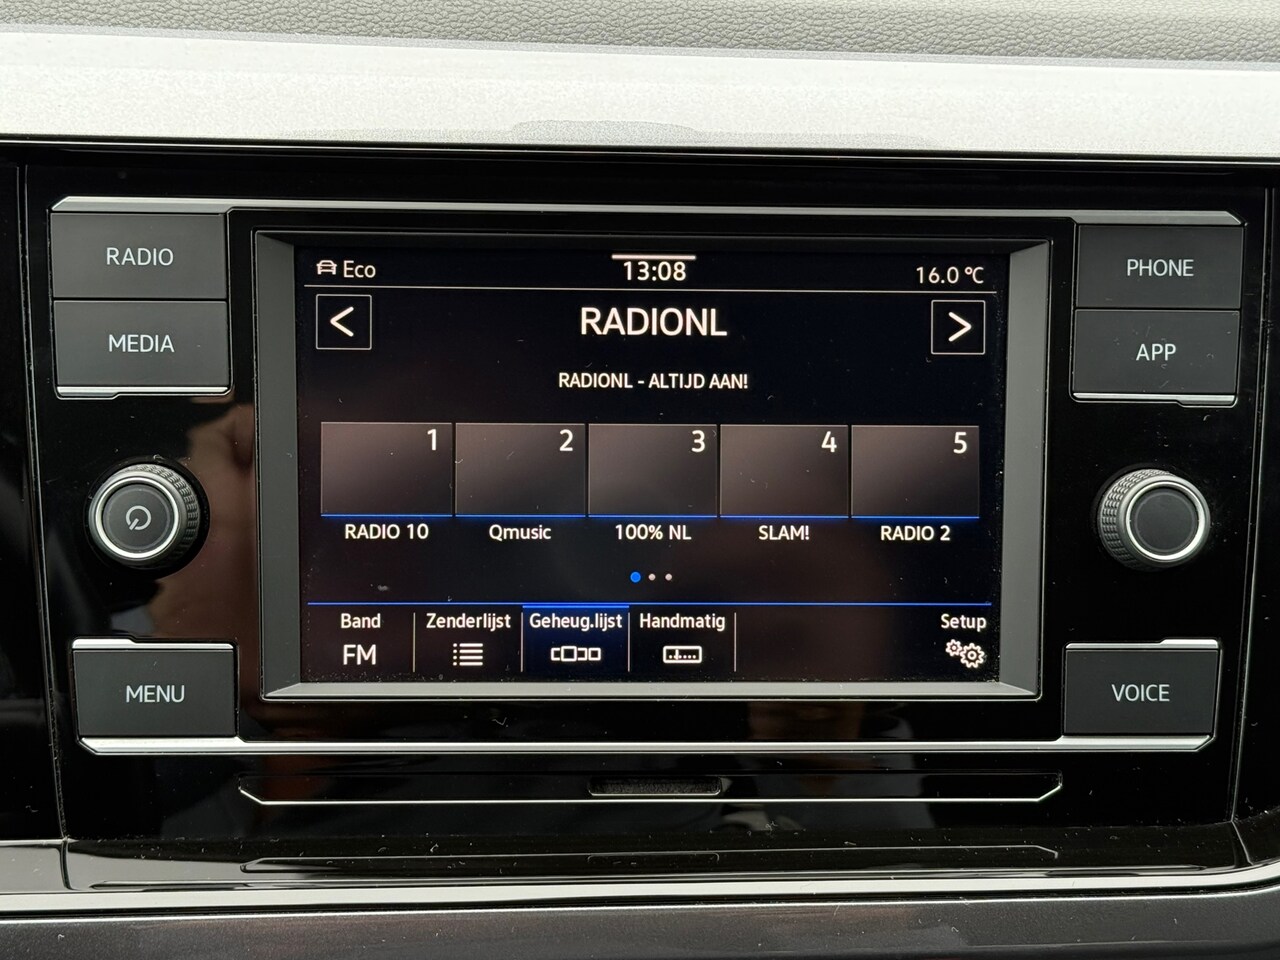 RADIO
MEDIA
MENU
PHONE
APP
VOICE
Eco
13:08
16.0 °C
<
RADIONL
>
RADIONL - ALTIJD AAN!
1
2
3
4
5
RADIO 10
Qmusic
100% NL
SLAM!
RADIO 2
Band
Zenderlijst
Geheug.lijst
Handmatig
Setup
FM